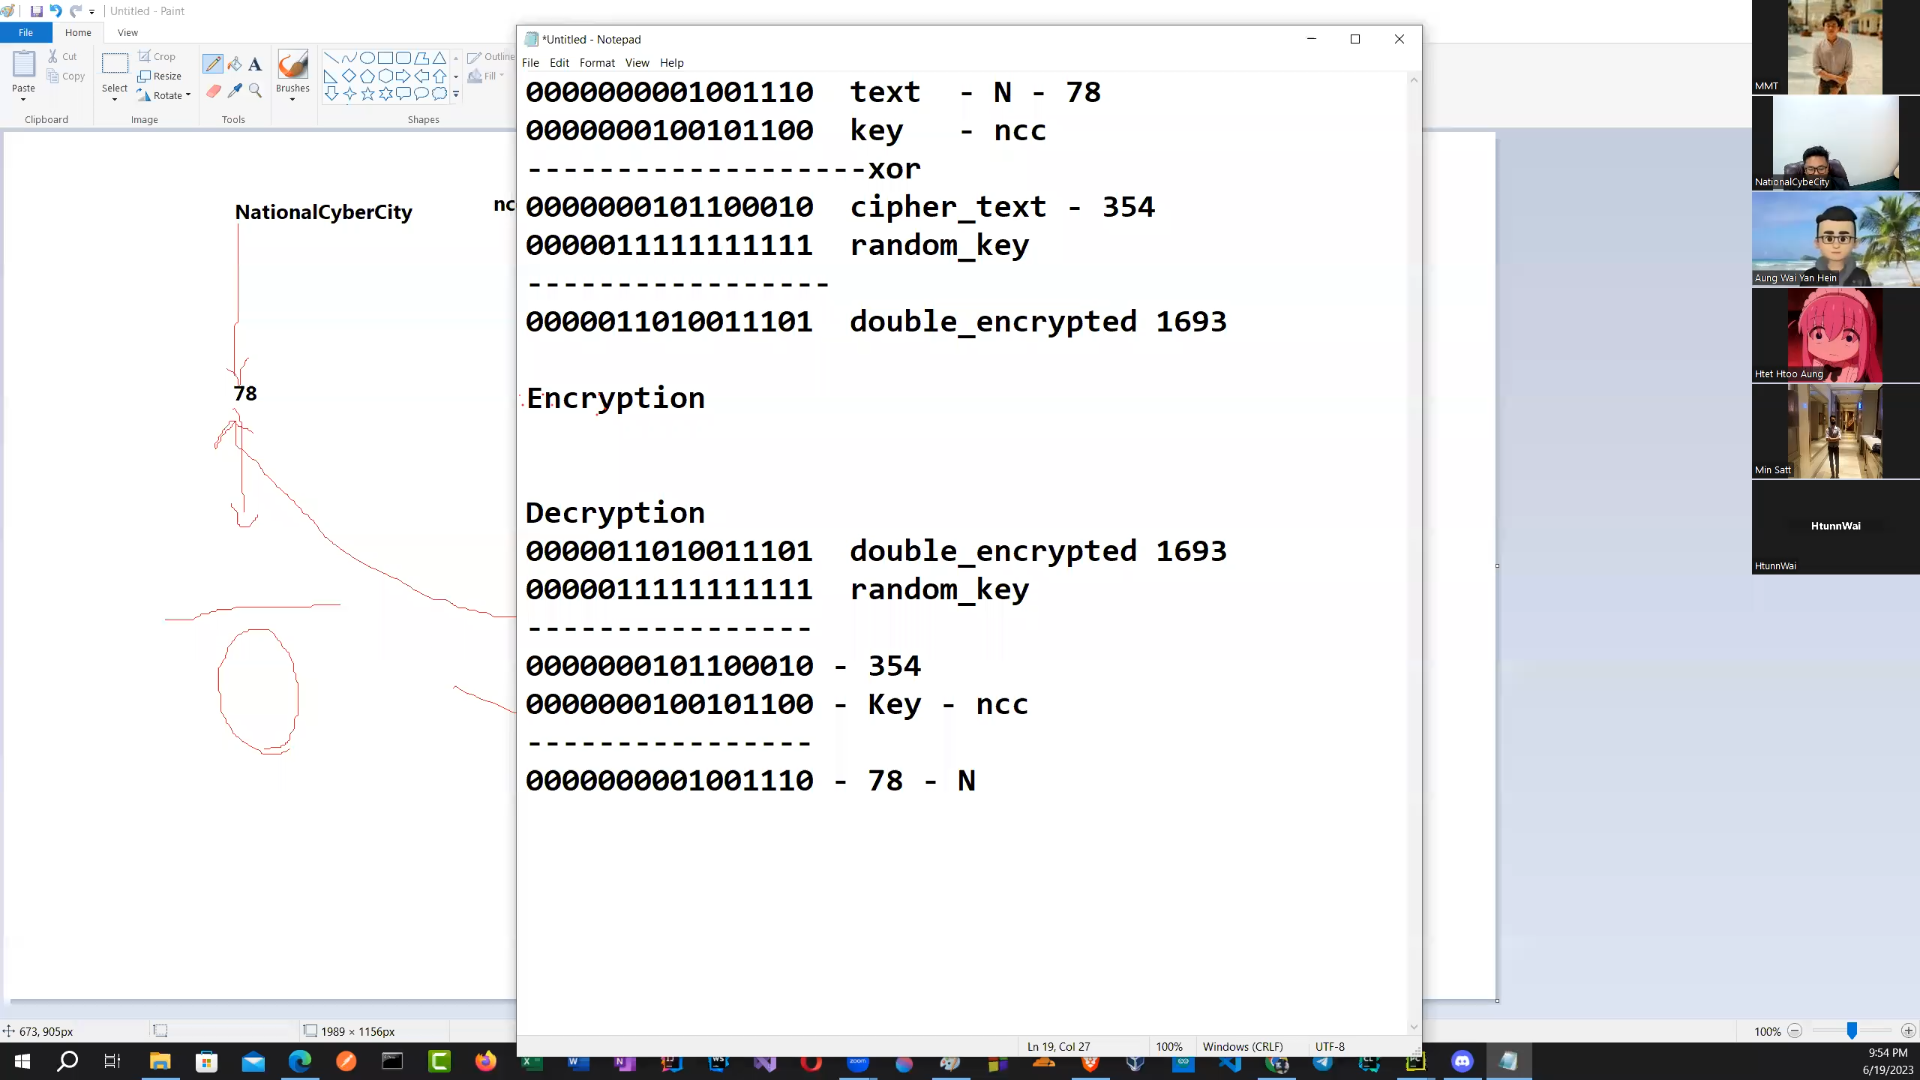 Untitled - Paint
File Home View
Paste Cut Copy
Clipboard
Select Crop Resize Rotate
Image
Tools
Brushes
Shapes
Outline
Fill
NationalCyberCity
nc
78
673, 905px
1989 × 1156px
100%
*Untitled - Notepad
File Edit Format View Help
0000000001001110 text - N - 78
0000000100101100 key - ncc
-------------------xor
0000000101100010 cipher_text - 354
0000011111111111 random_key
-----------------
0000011010011101 double_encrypted 1693
Encryption
Decryption
0000011010011101 double_encrypted 1693
0000011111111111 random_key
----------------
0000000101100010 - 354
0000000100101100 - Key - ncc
----------------
0000000001001110 - 78 - N
Ln 19, Col 27 100% Windows (CRLF) UTF-8
MMT
NationalCybeCity
Aung Wai Yan Hein
Htet Htoo Aung
Min Satt
HtunnWai
HtunnWai
9:54 PM
6/19/2023